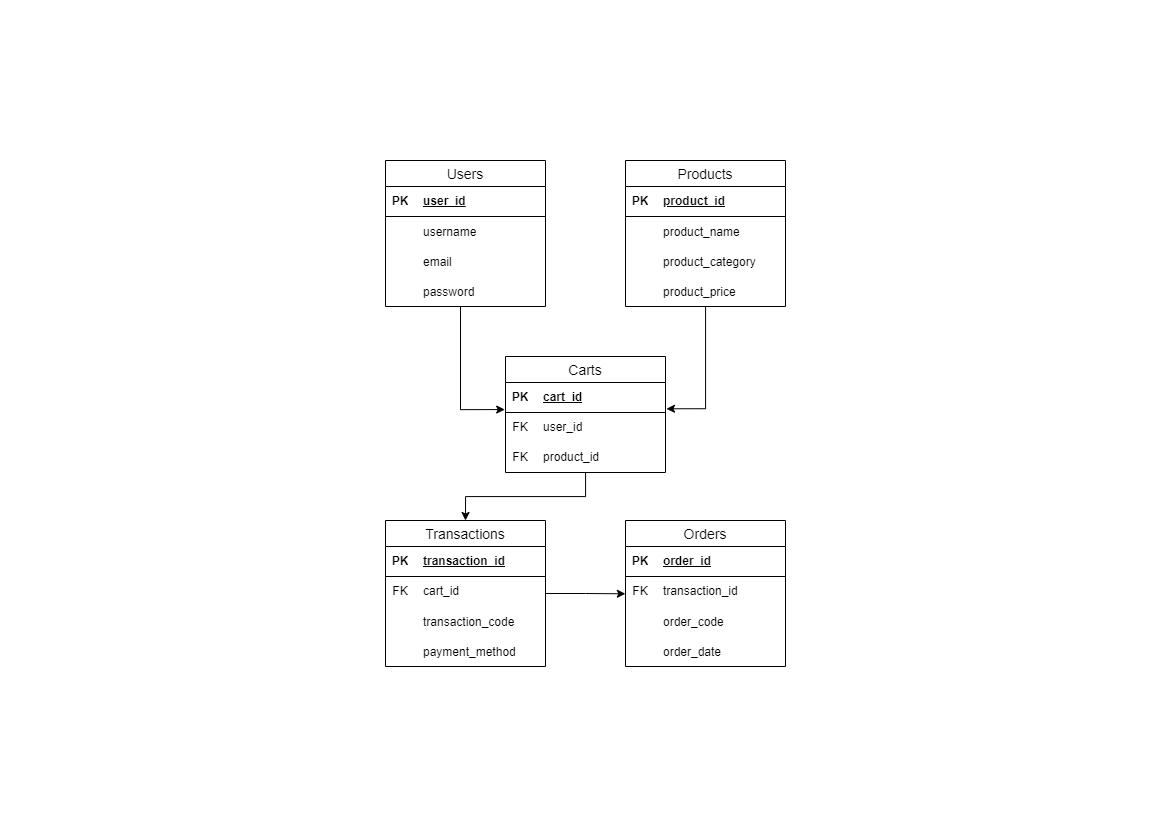 Users
PK user_id
username
email
password
Products
PK product_id
product_name
product_category
product_price
Carts
PK cart_id
FK user_id
FK product_id
Transactions
PK transaction_id
FK cart_id
transaction_code
payment_method
Orders
PK order_id
FK transaction_id
order_code
order_date